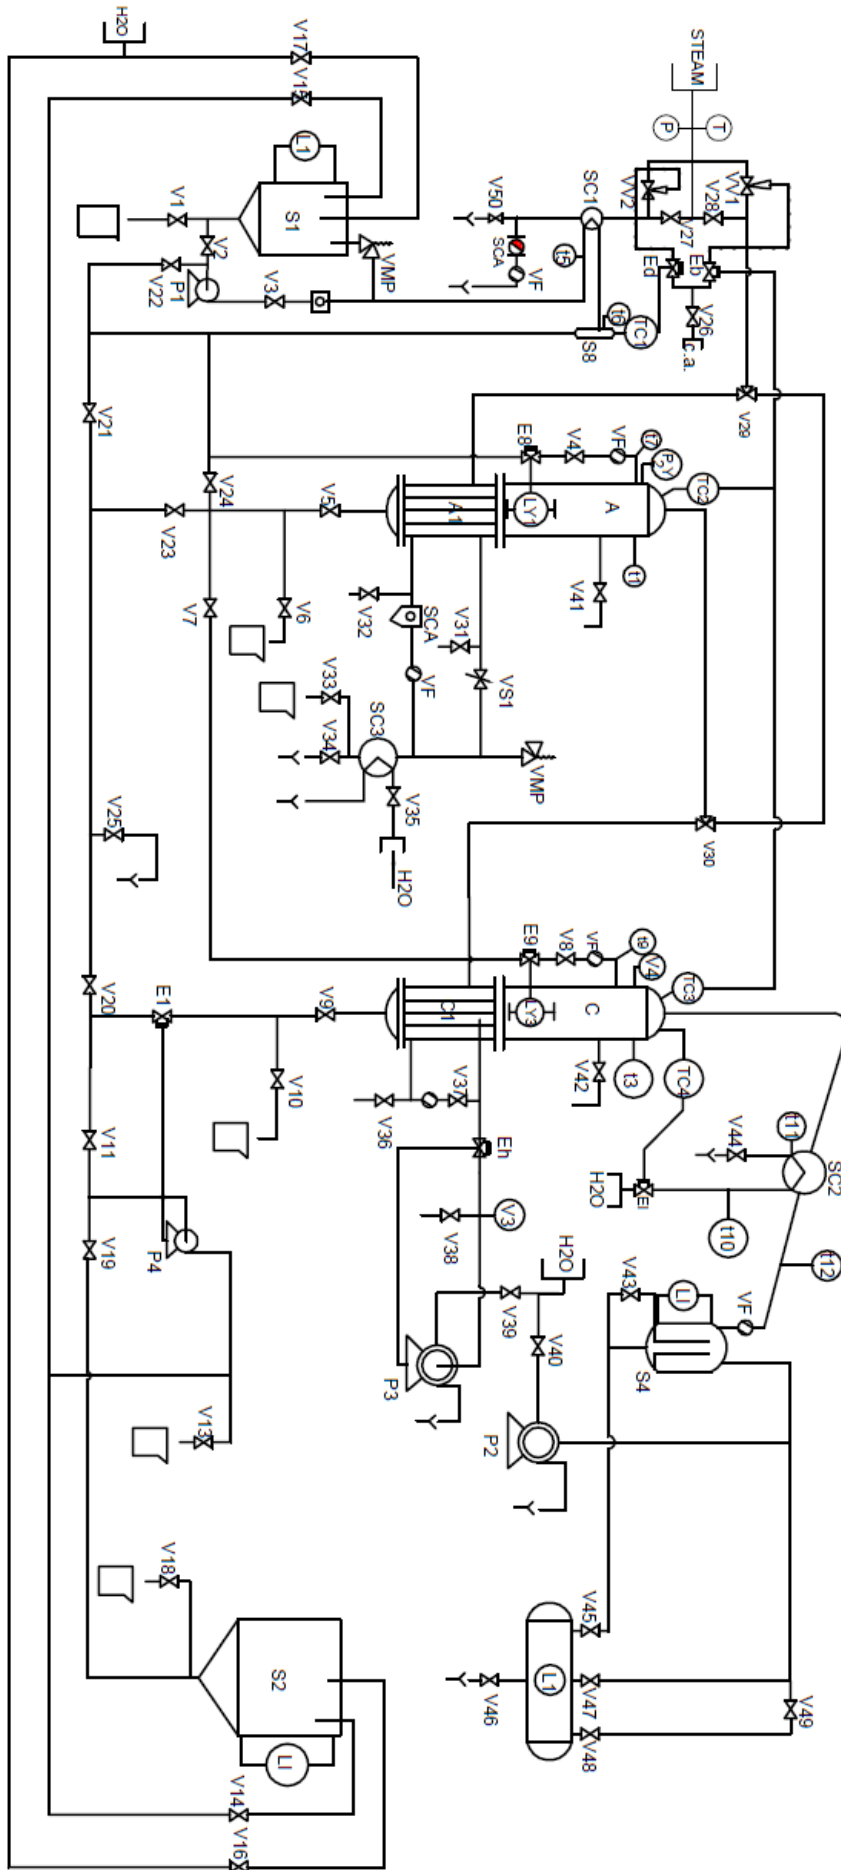 H2O
V17
V15
L1
S1
V1
V2
V22
P1
V3
VMP
STEAM
P
T
SC1
V50
SCA
VF
t5
VV2
VV1
V28
V27
Ed
Eb
V26
c.a.
t6
TC1
S8
V29
V21
V24
V23
V5
V6
V7
E8
V4
VF
t7
P
Y
2
TC2
LY1
A1
A
t1
V41
V32
SCA
V31
VS1
VF
V33
V34
SC3
V35
H2O
VMP
V30
V25
V20
E1
V9
V10
V11
V19
P4
E9
V8
VF
t9
V4
TC3
LY3
C1
C
t3
V42
TC4
V36
V37
Eh
V38
V3
V39
H2O
V40
P3
P2
V44
t11
SC2
H2O
El
t10
t12
V43
LI
VF
S4
V13
V18
S2
LI
V14
V16
V45
L1
V46
V47
V48
V49